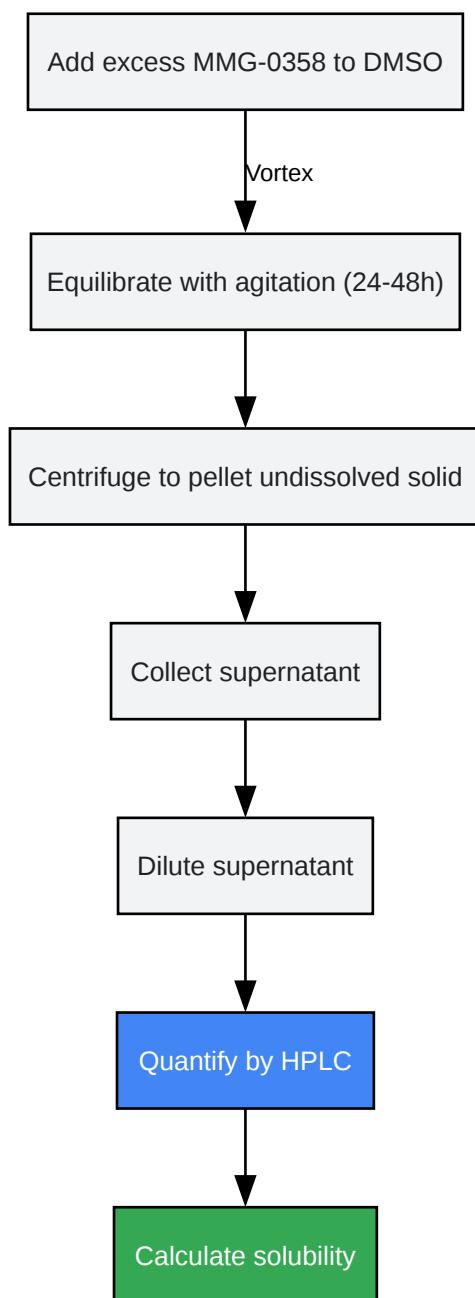 Add excess MMG-0358 to DMSO
Vortex
Equilibrate with agitation (24-48h)
Centrifuge to pellet undissolved solid
Collect supernatant
Dilute supernatant
Quantify by HPLC
Calculate solubility